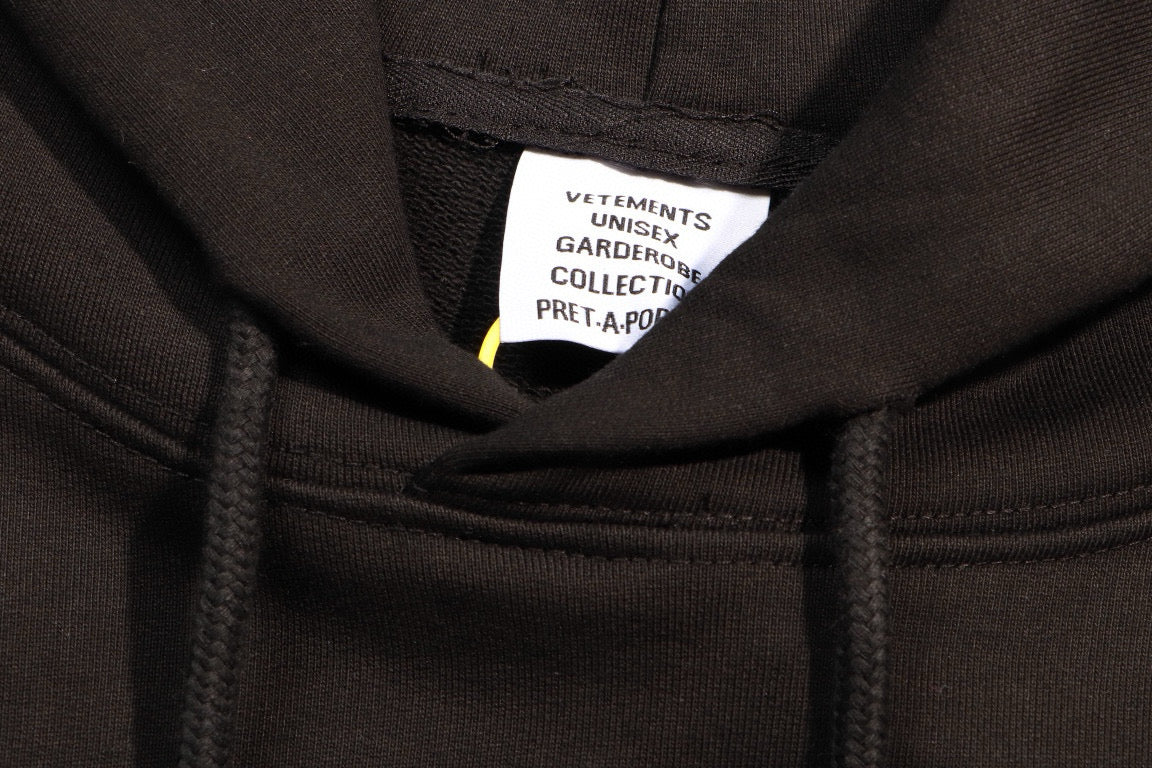 VETEMENTS
UNISEX
GARDEROBE
COLLECTIO
PRET-A-POR